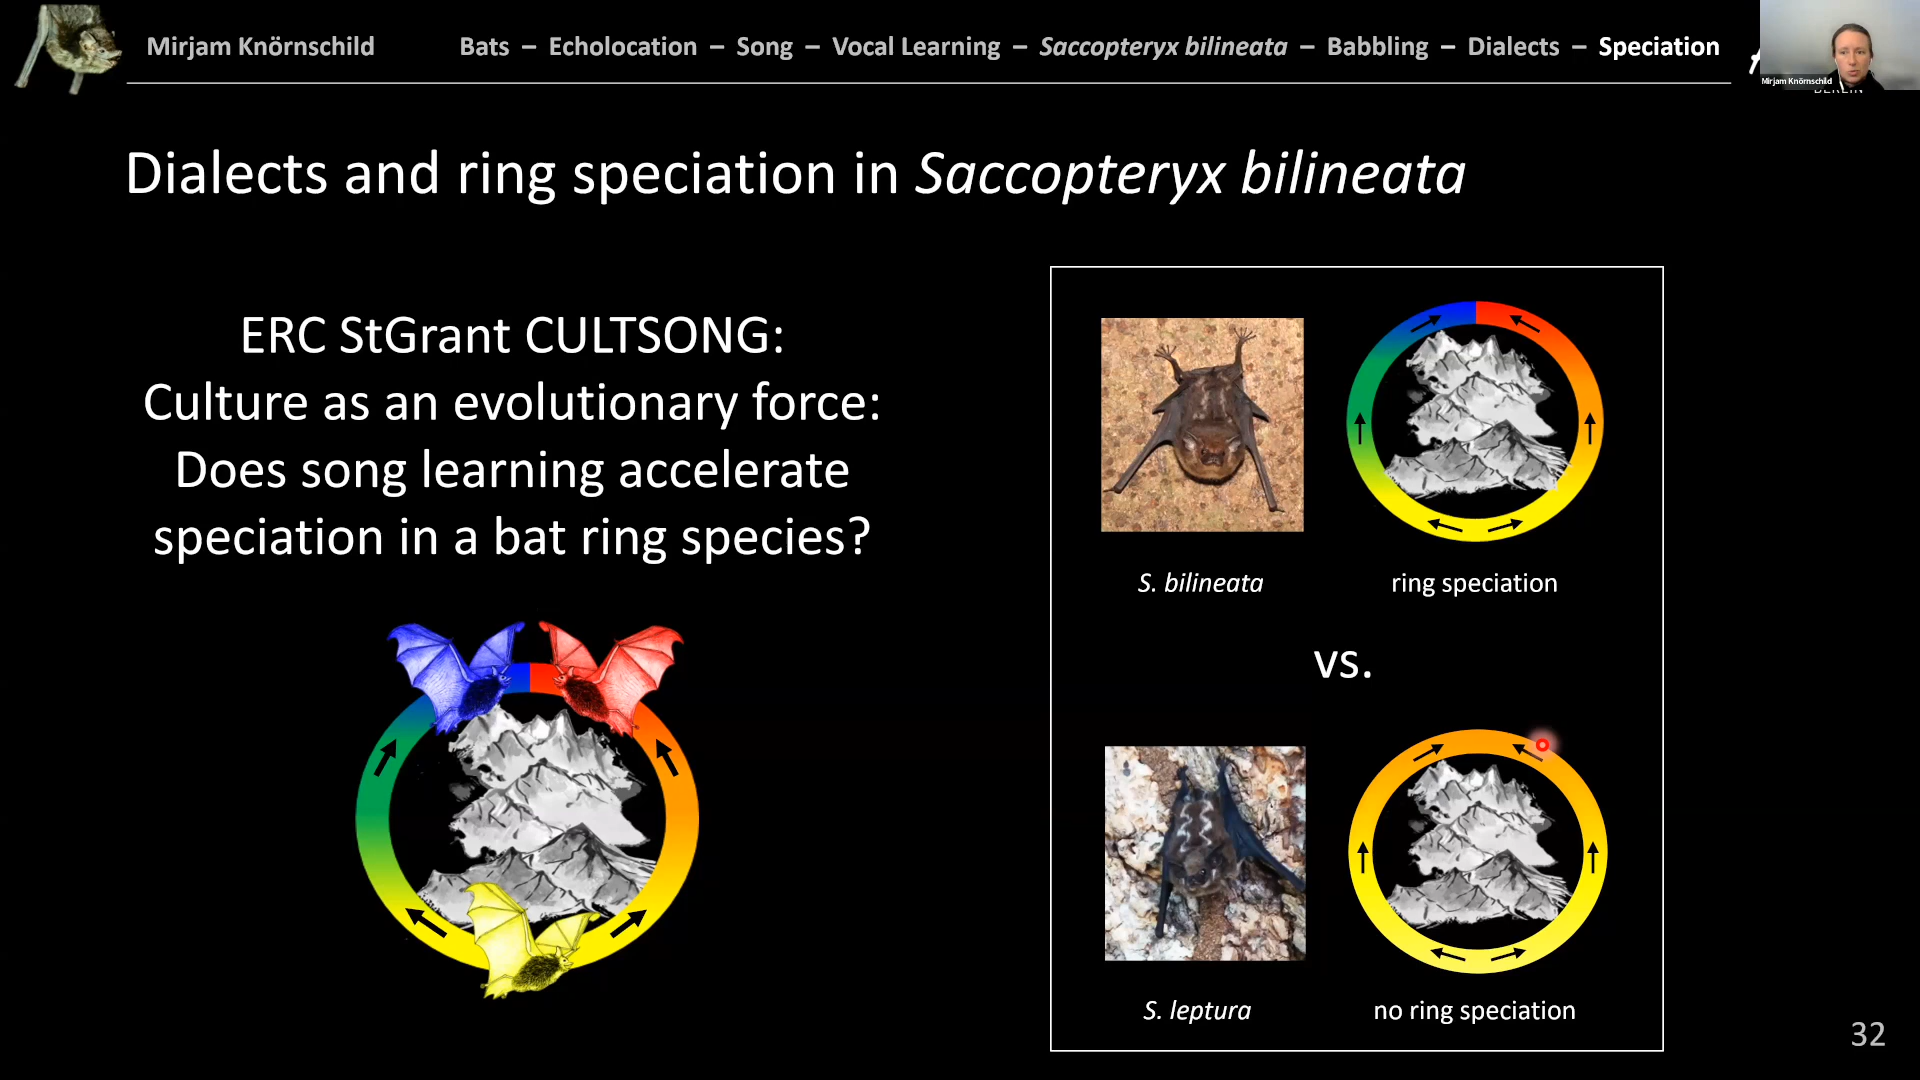 Mirjam Knörnschild
Bats – Echolocation – Song – Vocal Learning – Saccopteryx bilineata – Babbling – Dialects – Speciation
Mirjam Knörnschild
Dialects and ring speciation in Saccopteryx bilineata
ERC StGrant CULTSONG:
Culture as an evolutionary force:
Does song learning accelerate
speciation in a bat ring species?
S. bilineata
ring speciation
vs.
S. leptura
no ring speciation
32